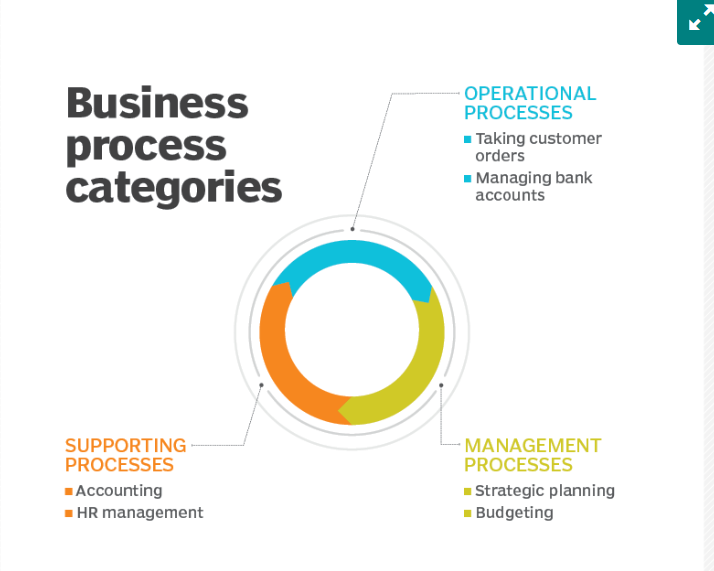 Business
process
categories
OPERATIONAL
PROCESSES
Taking customer
orders
Managing bank
accounts
SUPPORTING
PROCESSES
Accounting
HR management
MANAGEMENT
PROCESSES
Strategic planning
Budgeting